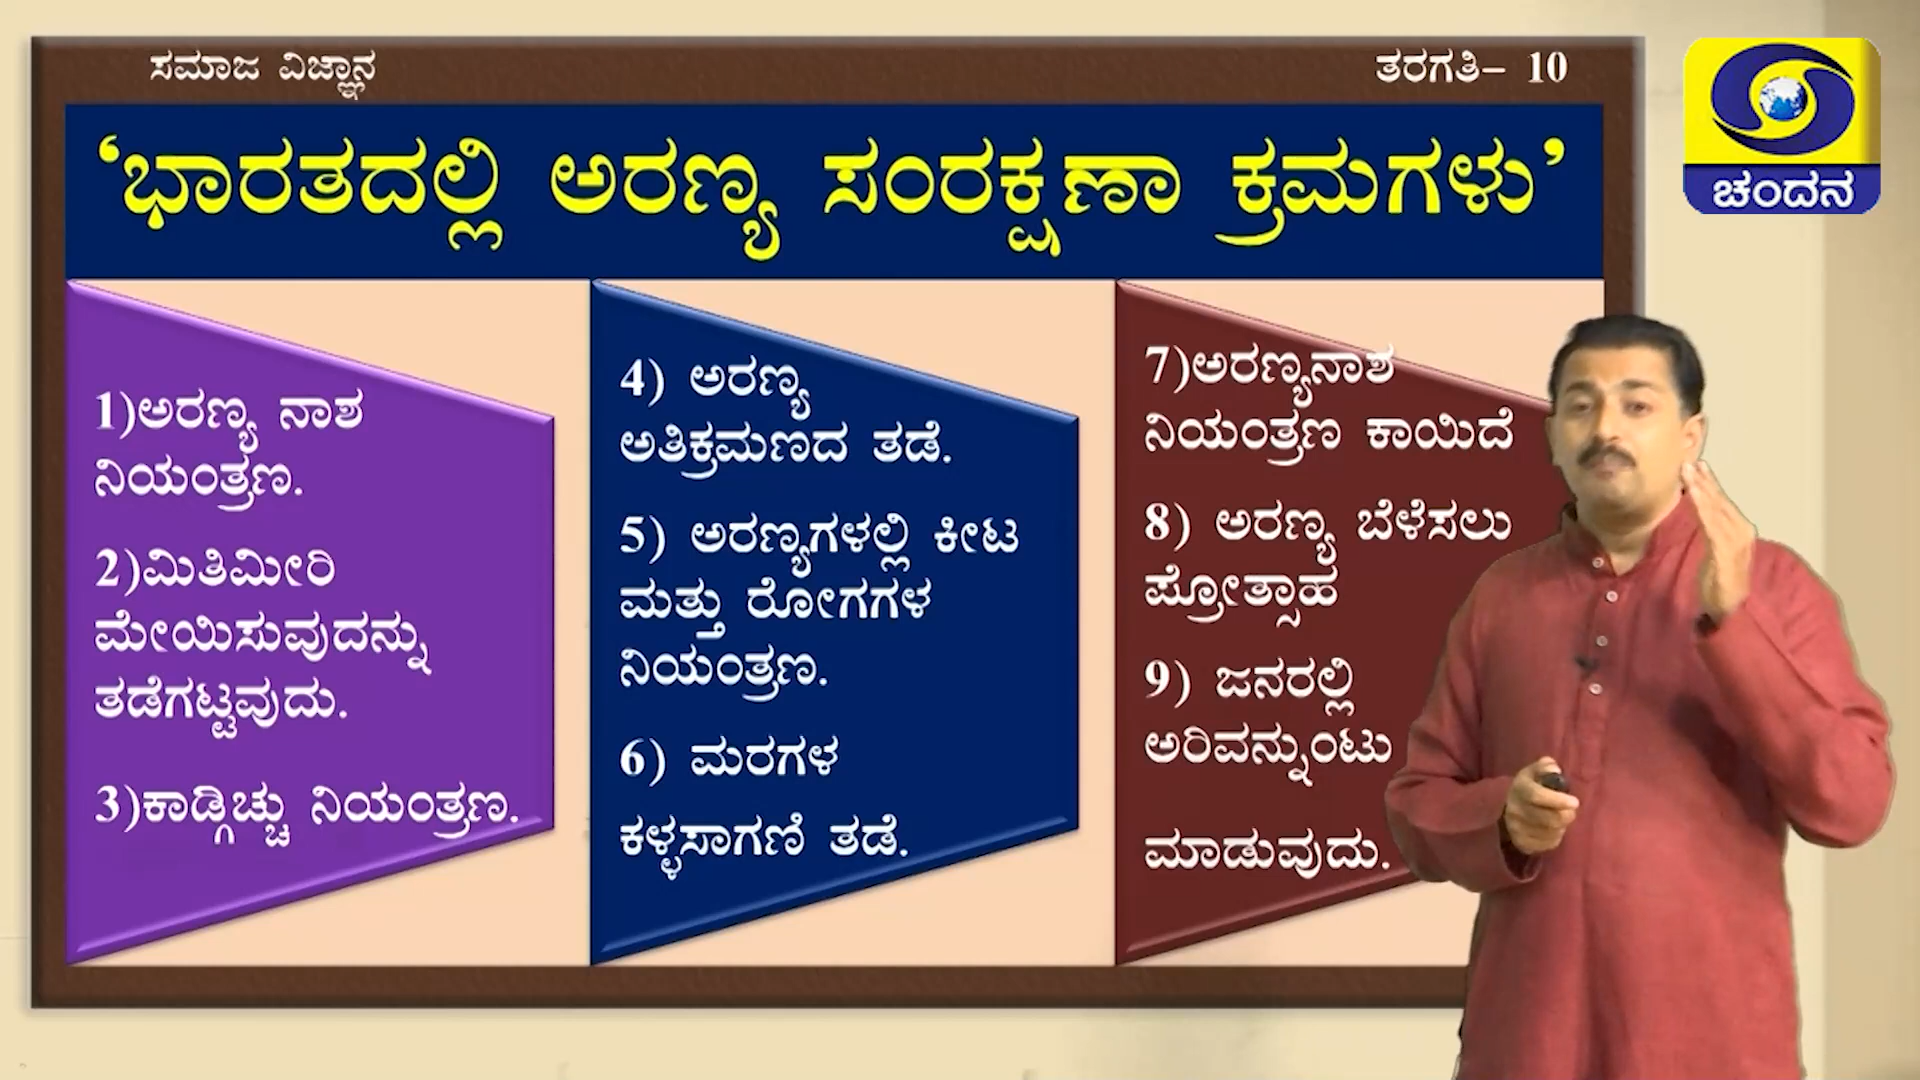 ಸಮಾಜ ವಿಜ್ಞಾನ
ತರಗತಿ– 10
ಚಂದನ
‘ಭಾರತದಲ್ಲಿ ಅರಣ್ಯ ಸಂರಕ್ಷಣಾ ಕ್ರಮಗಳು’
1)ಅರಣ್ಯ ನಾಶ
ನಿಯಂತ್ರಣ.
2)ಮಿತಿಮೀರಿ
ಮೇಯಿಸುವುದನ್ನು
ತಡೆಗಟ್ಟವುದು.
3)ಕಾಡ್ಗಿಚ್ಚು ನಿಯಂತ್ರಣ.
4) ಅರಣ್ಯ
ಅತಿಕ್ರಮಣದ ತಡೆ.
5) ಅರಣ್ಯಗಳಲ್ಲಿ ಕೀಟ
ಮತ್ತು ರೋಗಗಳ
ನಿಯಂತ್ರಣ.
6) ಮರಗಳ
ಕಳ್ಳಸಾಗಣಿ ತಡೆ.
7)ಅರಣ್ಯನಾಶ
ನಿಯಂತ್ರಣ ಕಾಯಿದೆ
8) ಅರಣ್ಯ ಬೆಳೆಸಲು
ಪ್ರೋತ್ಸಾಹ
9) ಜನರಲ್ಲಿ
ಅರಿವನ್ನುಂಟು
ಮಾಡುವುದು.